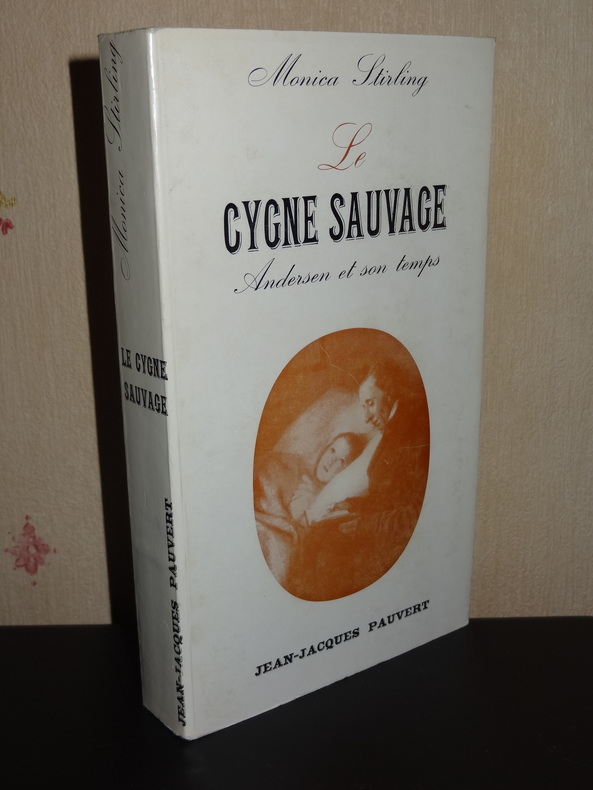 Monica Stirling
Le
CYGNE SAUVAGE
Andersen et son temps
JEAN-JACQUES PAUVERT
Monica Stirling
LE CYGNE
SAUVAGE
JEAN-JACQUES PAUVERT